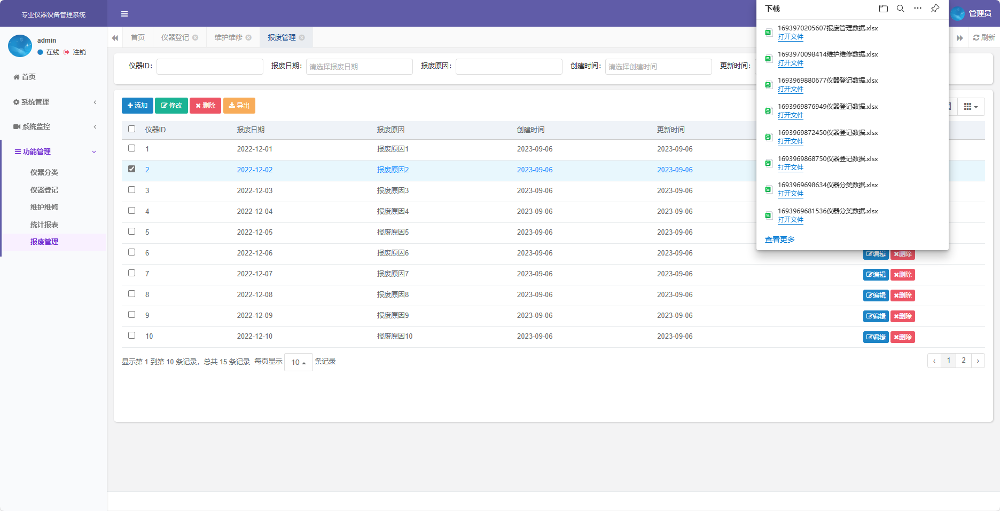 专业仪器设备管理系统
管理员
admin
在线 注销
首页
系统管理
系统监控
功能管理
仪器分类
仪器登记
维护维修
统计报表
报废管理
首页 仪器登记 维护维修 报废管理 刷新
仪器ID： 报废日期： 请选择报废日期 报废原因： 创建时间： 请选择创建时间 更新时间：
添加 修改 删除 导出
仪器ID 报废日期 报废原因 创建时间 更新时间
1 2022-12-01 报废原因1 2023-09-06 2023-09-06
2 2022-12-02 报废原因2 2023-09-06 2023-09-06
3 2022-12-03 报废原因3 2023-09-06 2023-09-06
4 2022-12-04 报废原因4 2023-09-06 2023-09-06
5 2022-12-05 报废原因5 2023-09-06 2023-09-06
6 2022-12-06 报废原因6 2023-09-06 2023-09-06 编辑 删除
7 2022-12-07 报废原因7 2023-09-06 2023-09-06 编辑 删除
8 2022-12-08 报废原因8 2023-09-06 2023-09-06 编辑 删除
9 2022-12-09 报废原因9 2023-09-06 2023-09-06 编辑 删除
10 2022-12-10 报废原因10 2023-09-06 2023-09-06 编辑 删除
显示第 1 到第 10 条记录，总共 15 条记录 每页显示 10 条记录
‹ 1 2 ›
下载
1693970205607报废管理数据.xlsx
打开文件
1693970098414维护维修数据.xlsx
打开文件
1693969880677仪器登记数据.xlsx
打开文件
1693969876949仪器登记数据.xlsx
打开文件
1693969872450仪器登记数据.xlsx
打开文件
1693969868750仪器登记数据.xlsx
打开文件
1693969698634仪器分类数据.xlsx
打开文件
1693969681536仪器分类数据.xlsx
打开文件
查看更多